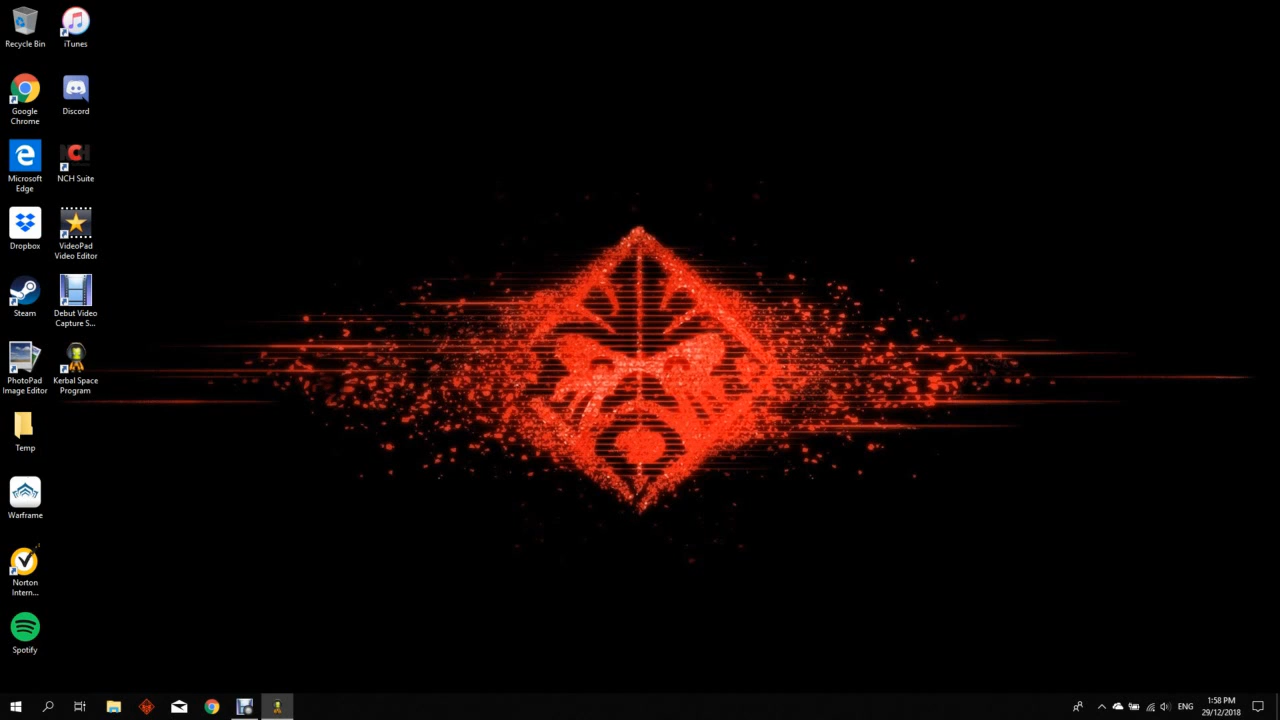 Recycle Bin
iTunes
Google
Chrome
Discord
Microsoft
Edge
NCH
NCH Suite
Dropbox
VideoPad
Video Editor
Steam
Debut Video
Capture S...
PhotoPad
Image Editor
Kerbal Space
Program
Temp
Warframe
Norton
Intern...
Spotify
ENG
1:58 PM
29/12/2018